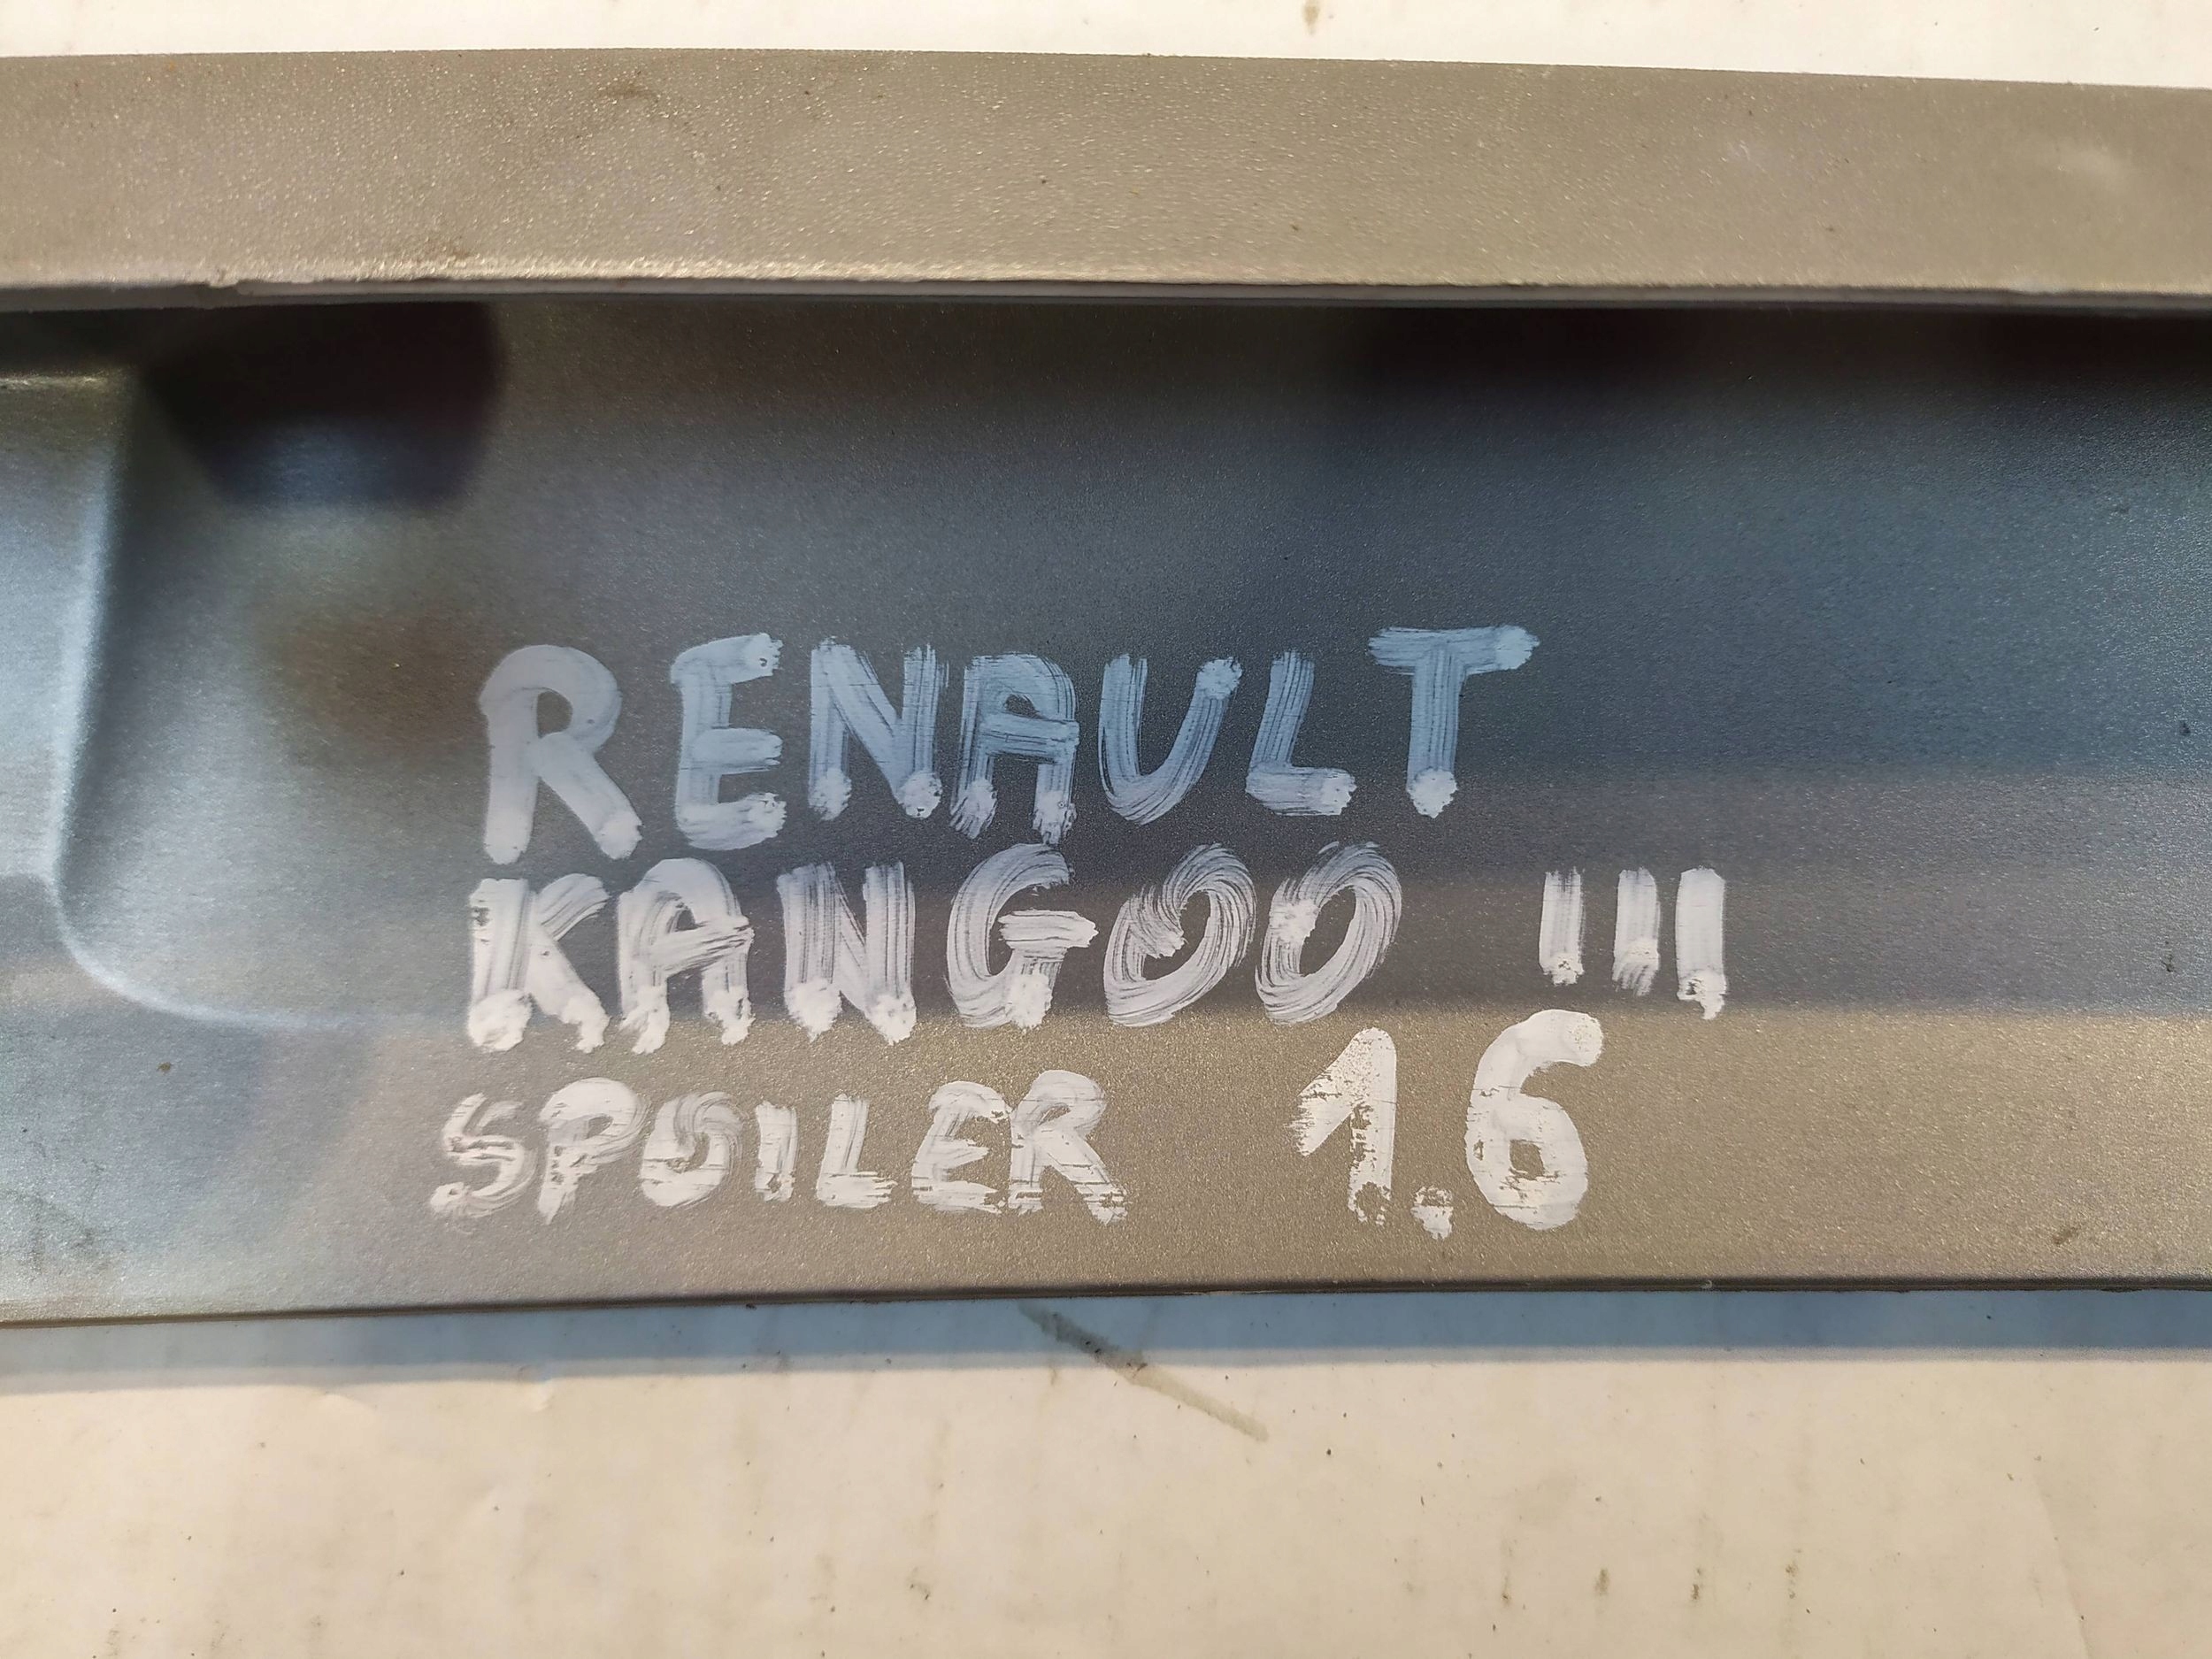 RENAULT
KANGOO III
SPOILER 1.6